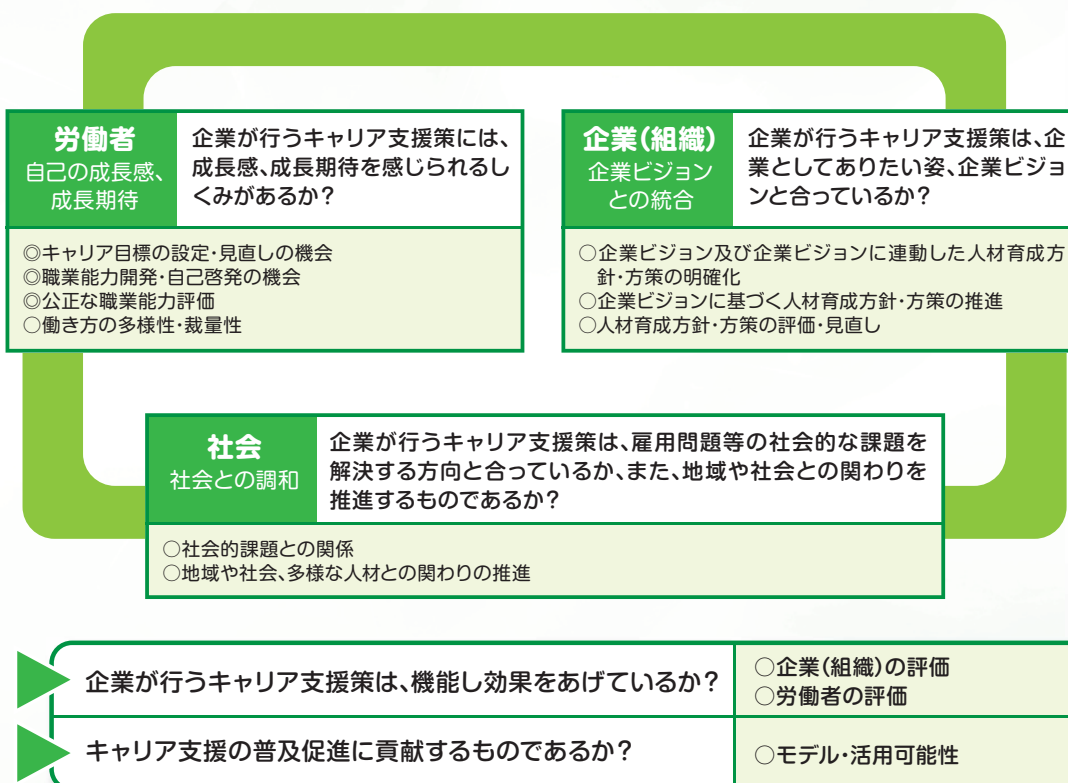 労働者
自己の成長感、
成長期待
企業が行うキャリア支援策には、
成長感、成長期待を感じられるし
くみがあるか？
◎キャリア目標の設定・見直しの機会
◎職業能力開発・自己啓発の機会
◎公正な職業能力評価
○働き方の多様性・裁量性
企業（組織）
企業ビジョン
との統合
企業が行うキャリア支援策は、企
業としてありたい姿、企業ビジョ
ンと合っているか？
○企業ビジョン及び企業ビジョンに連動した人材育成方
針・方策の明確化
○企業ビジョンに基づく人材育成方針・方策の推進
○人材育成方針・方策の評価・見直し
社会
社会との調和
企業が行うキャリア支援策は、雇用問題等の社会的な課題を
解決する方向と合っているか、また、地域や社会との関わりを
推進するものであるか？
○社会的課題との関係
○地域や社会、多様な人材との関わりの推進
企業が行うキャリア支援策は、機能し効果をあげているか？
○企業（組織）の評価
○労働者の評価
キャリア支援の普及促進に貢献するものであるか？
○モデル・活用可能性